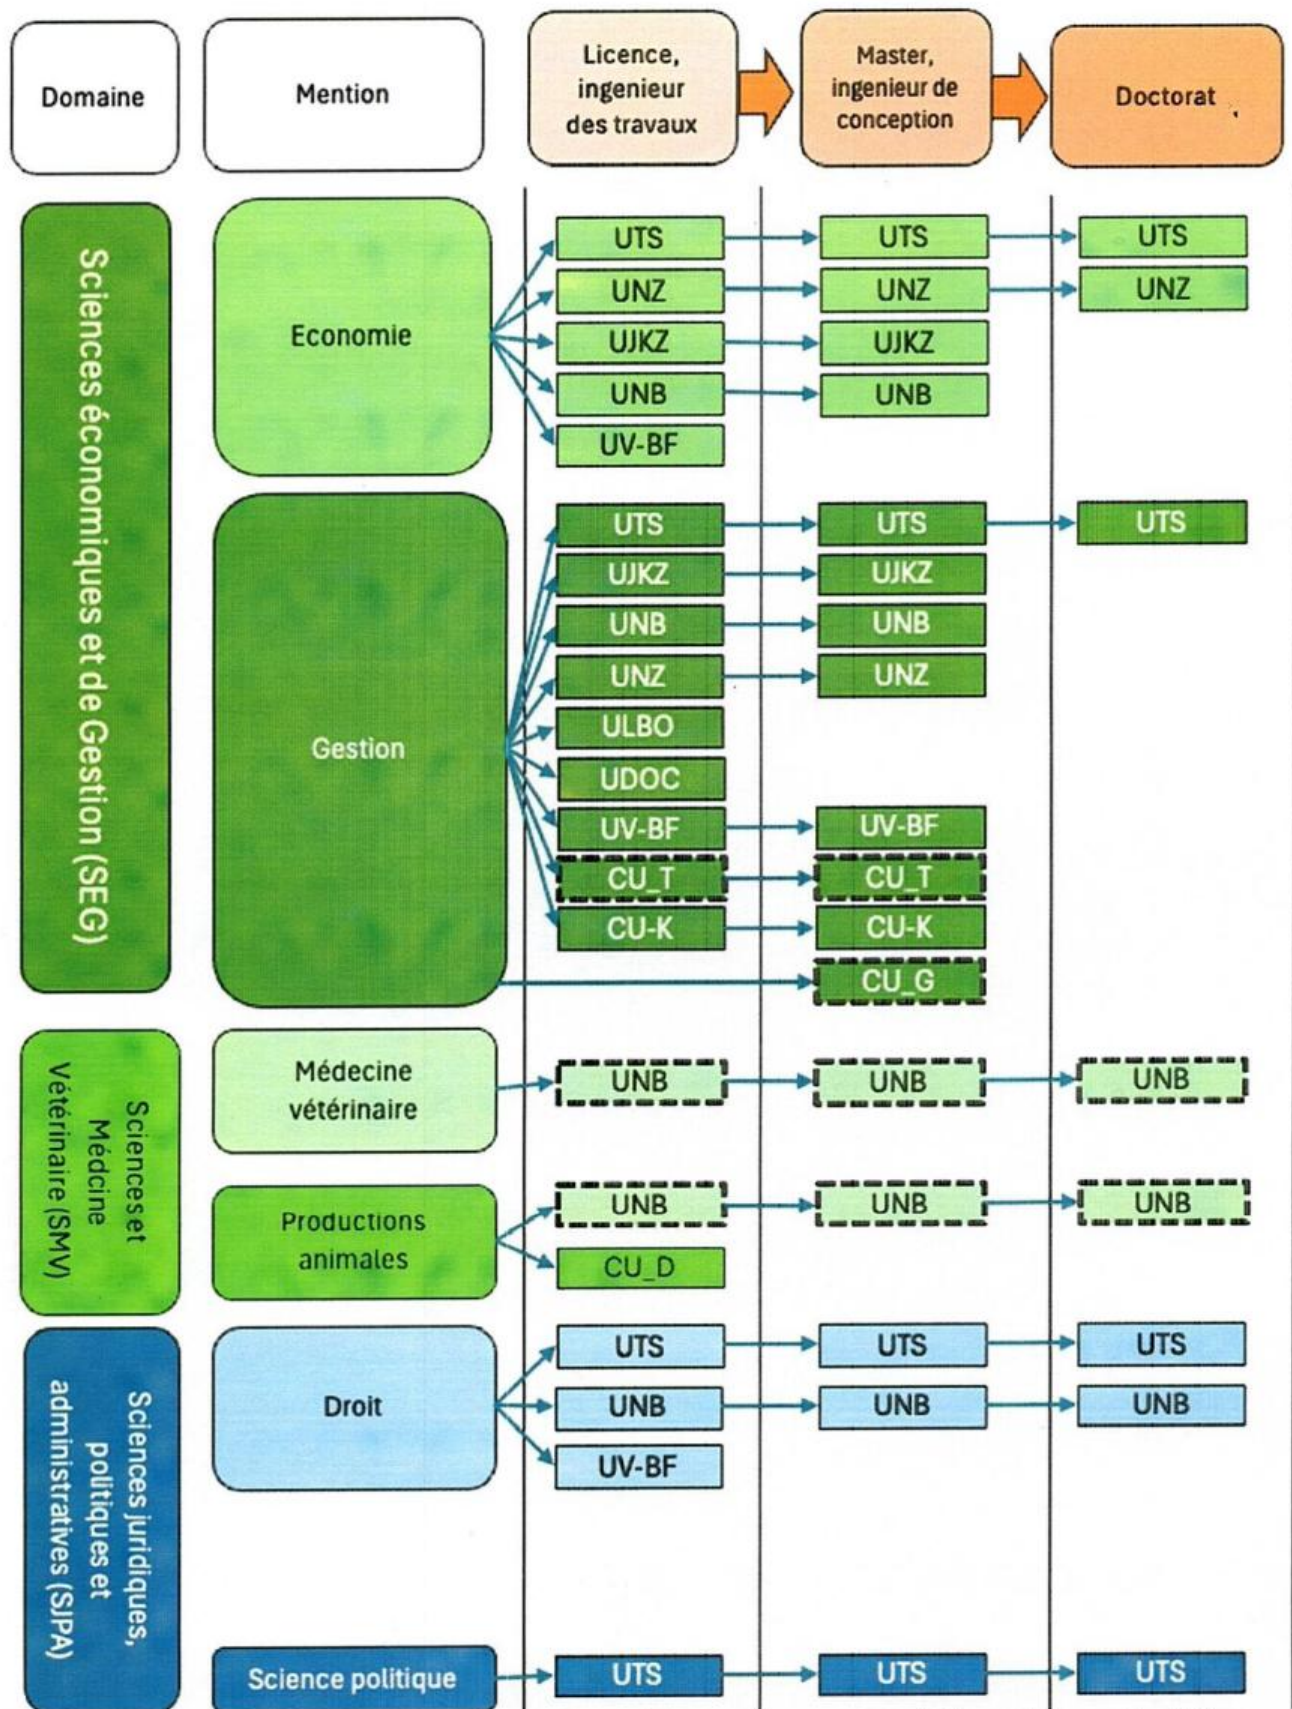 Domaine
Mention
Licence,
ingenieur
des travaux
Master,
ingenieur de
conception
Doctorat
Sciences économiques et de Gestion (SEG)
Economie
UTS
UTS
UTS
UNZ
UNZ
UNZ
UJKZ
UJKZ
UNB
UNB
UV-BF
Gestion
UTS
UTS
UTS
UJKZ
UJKZ
UNB
UNB
UNZ
UNZ
ULBO
UDOC
UV-BF
UV-BF
CU_T
CU_T
CU-K
CU-K
CU_G
Sciences et
Médcine
Vétérinaire (SMV)
Médecine
vétérinaire
UNB
UNB
UNB
Productions
animales
UNB
UNB
UNB
CU_D
Sciences juridiques,
politiques et
administratives (SJPA)
Droit
UTS
UTS
UTS
UNB
UNB
UNB
UV-BF
Science politique
UTS
UTS
UTS